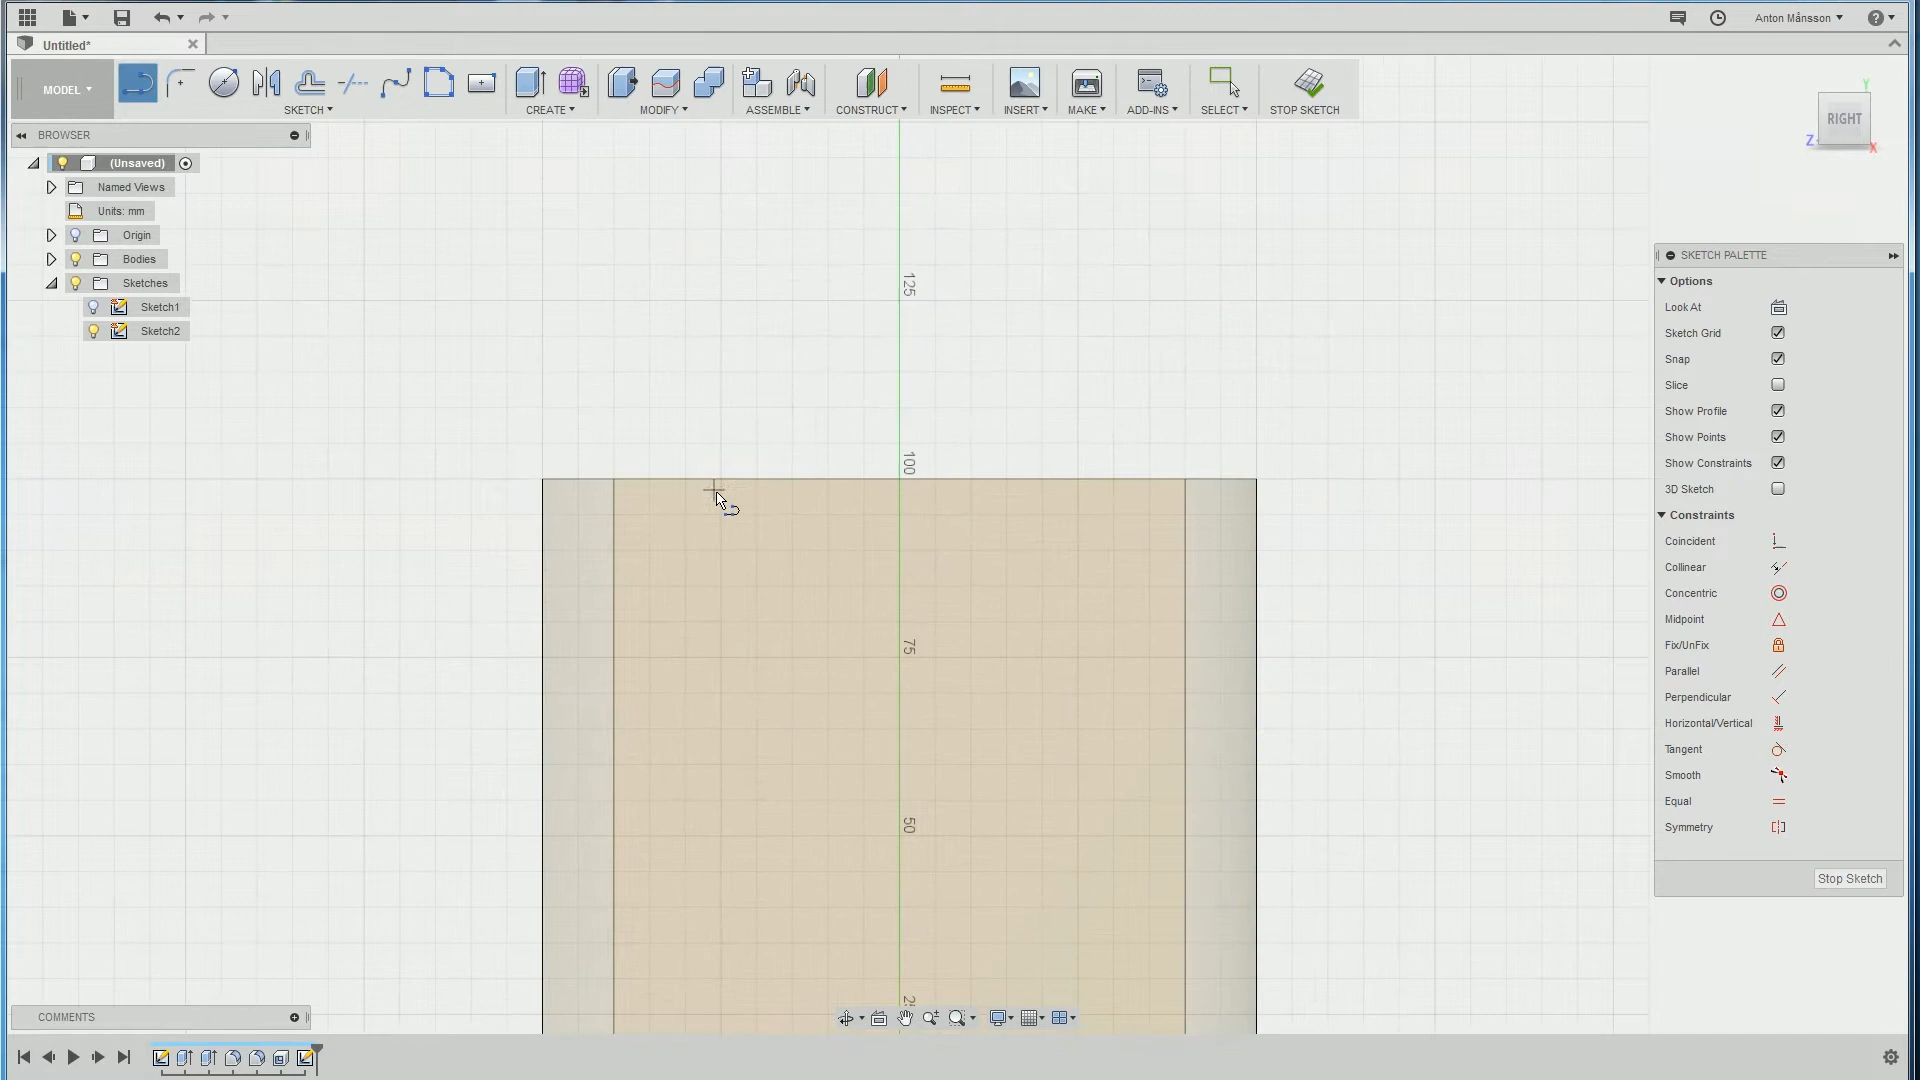 Anton Månsson
Untitled*
MODEL
SKETCH
CREATE
MODIFY
ASSEMBLE
CONSTRUCT
INSPECT
INSERT
MAKE
ADD-INS
SELECT
STOP SKETCH
Y
RIGHT
Z
X
BROWSER
(Unsaved)
Named Views
Units: mm
Origin
Bodies
Sketches
Sketch1
Sketch2
125
100
75
50
SKETCH PALETTE
Options
Look At
Sketch Grid
Snap
Slice
Show Profile
Show Points
Show Constraints
3D Sketch
Constraints
Coincident
Collinear
Concentric
Midpoint
Fix/UnFix
Parallel
Perpendicular
Horizontal/Vertical
Tangent
Smooth
Equal
Symmetry
Stop Sketch
COMMENTS